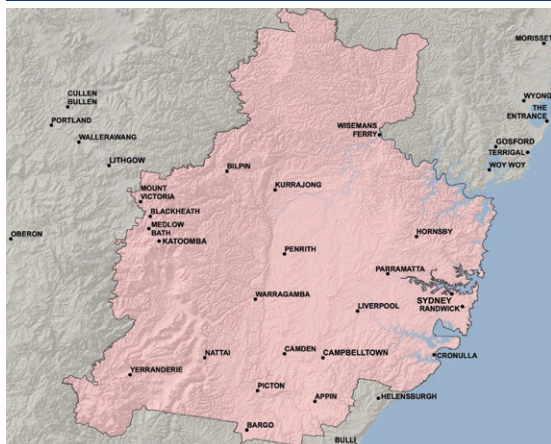 MORISSET
CULLEN
BULLEN
WYONG
THE
ENTRANCE
PORTLAND
WISEMANS
FERRY
WALLERAWANG
GOSFORD
TERRIGAL
LITHGOW
WOY WOY
BILPIN
KURRAJONG
MOUNT
VICTORIA
BLACKHEATH
MEDLOW
BATH
KATOOMBA
OBERON
HORNSBY
PENRITH
PARRAMATTA
WARRAGAMBA
SYDNEY
RANDWICK
LIVERPOOL
NATTAI
CAMDEN
CAMPBELLTOWN
CRONULLA
YERRANDERIE
PICTON
APPIN
HELENSBURGH
BARGO
BULLI